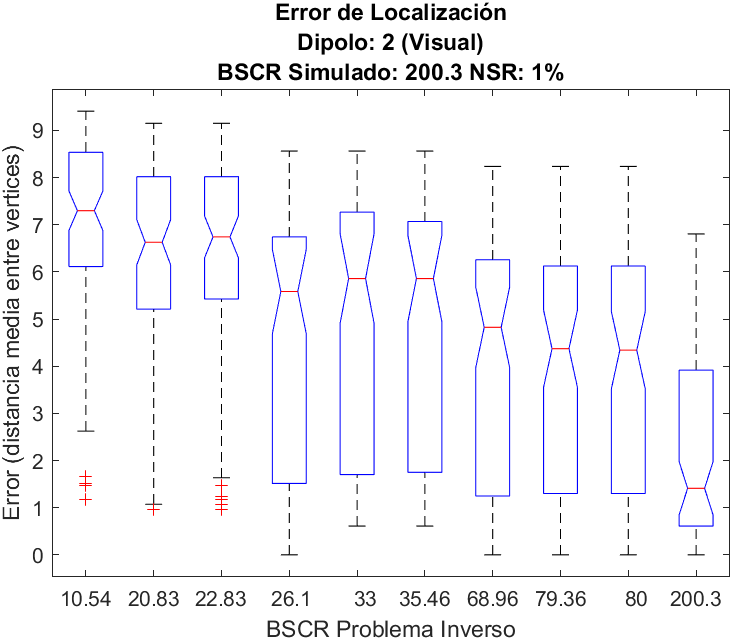 Error de Localización
Dipolo: 2 (Visual)
BSCR Simulado: 200.3 NSR: 1%
Error (distancia media entre vertices)
9
8
7
6
5
4
3
2
1
0
10.54 20.83 22.83 26.1 33 35.46 68.96 79.36 80 200.3
BSCR Problema Inverso